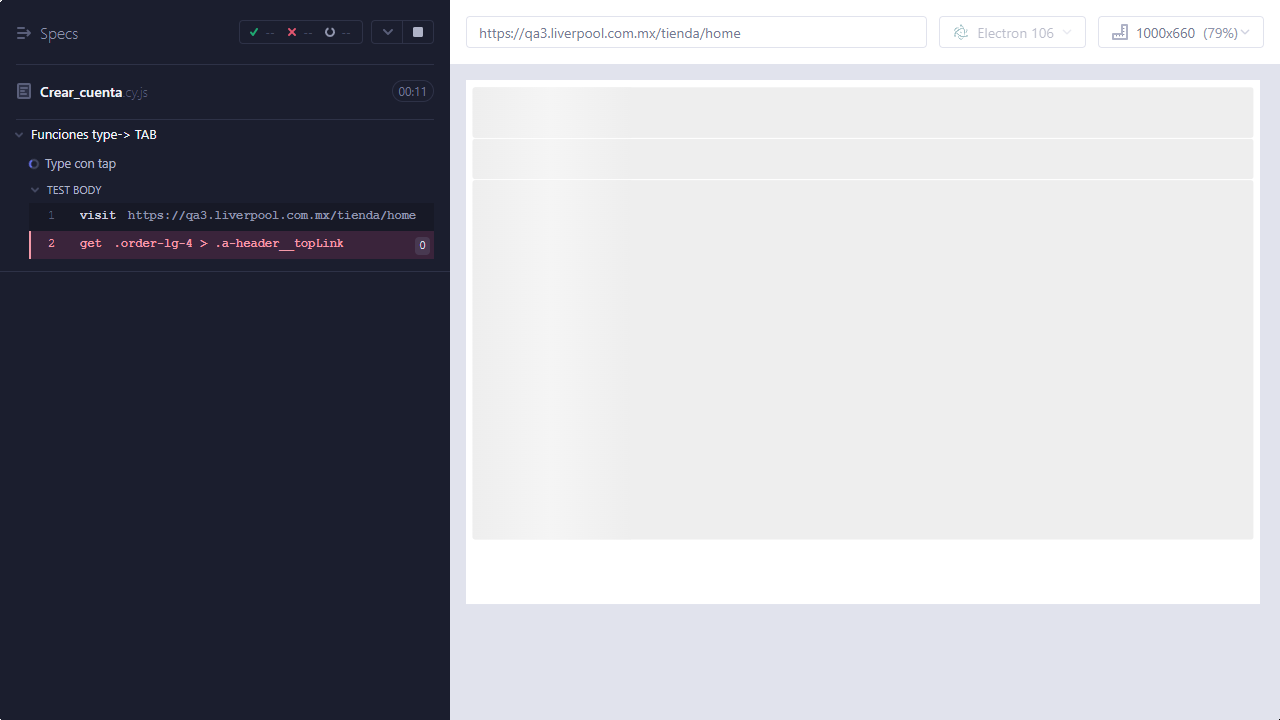 Specs
-- -- --
Crear_cuenta.cy.js
00:11
Funciones type-> TAB
Type con tap
TEST BODY
1 visit https://qa3.liverpool.com.mx/tienda/home
2 get .order-lg-4 > .a-header__topLink 0
https://qa3.liverpool.com.mx/tienda/home
Electron 106
1000x660 (79%)